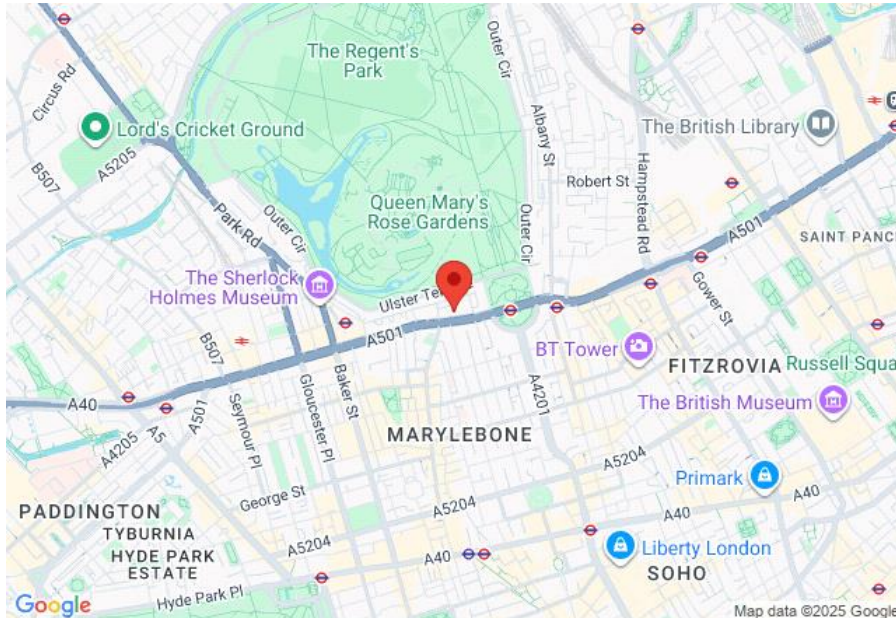 The Regent's
Park
Outer Cir
Circus Rd
Lord's Cricket Ground
A5205
B507
Albany St
Hampstead Rd
The British Library
Robert St
Queen Mary's
Rose Gardens
Outer Cir
Park Rd
Outer Cir
A501
SAINT PANC
The Sherlock
Holmes Museum
Ulster Te
A501
Gower St
BT Tower
FITZROVIA
Russell Squa
B507
A40
A501
A5
A4205
Seymour Pl
Gloucester Pl
Baker St
A4201
The British Museum
MARYLEBONE
A5204
Primark
George St
A5204
A40
PADDINGTON
TYBURNIA
HYDE PARK
ESTATE
A5204
A40
Liberty London
SOHO
Hyde Park Pl
Google
Map data ©2025 Google